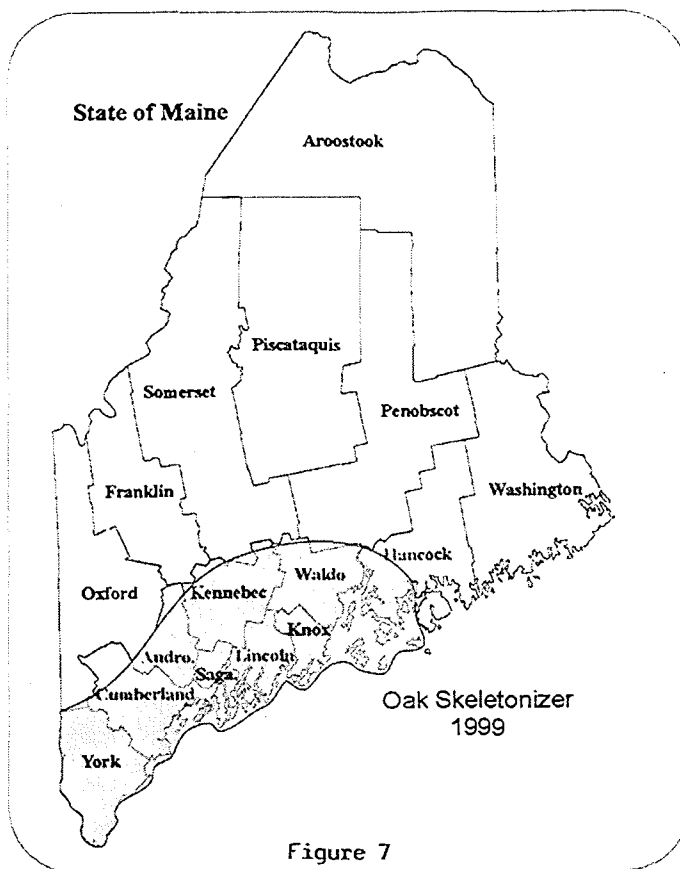 State of Maine
Aroostook
Piscataquis
Somerset
Penobscot
Franklin
Washington
Hancock
Oxford
Kennebec
Waldo
Knox
Andro.
Lincoln
Saga.
Cumberland
York
Oak Skeletonizer
1999
Figure 7